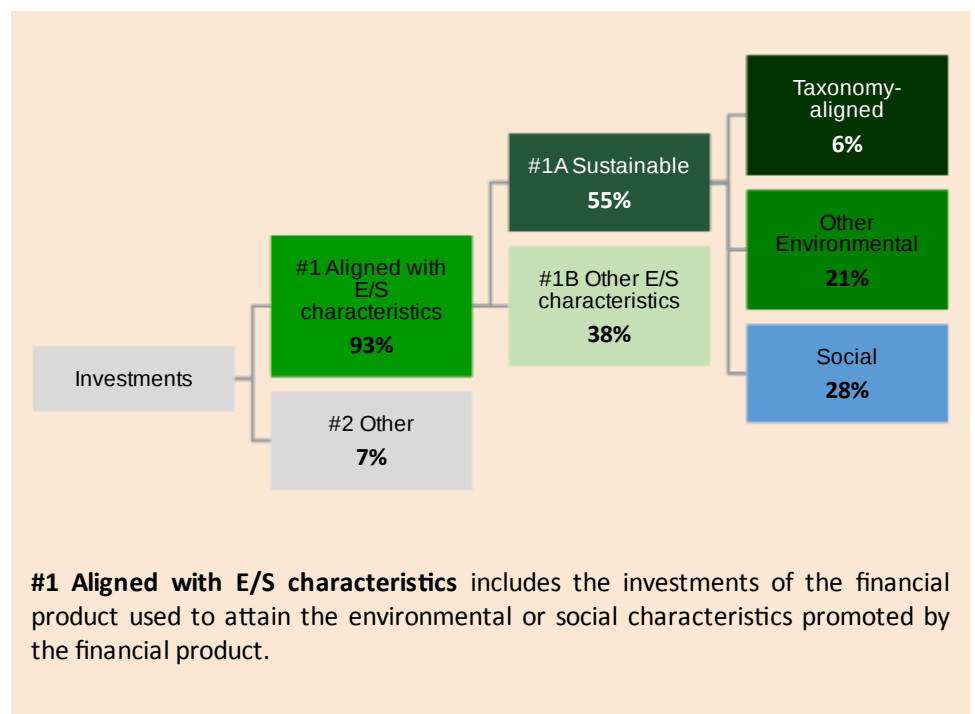 Investments
#1 Aligned with
E/S
characteristics
93%
#2 Other
7%
#1A Sustainable
55%
#1B Other E/S
characteristics
38%
Taxonomy-
aligned
6%
Other
Environmental
21%
Social
28%
#1 Aligned with E/S characteristics includes the investments of the financial
product used to attain the environmental or social characteristics promoted by
the financial product.